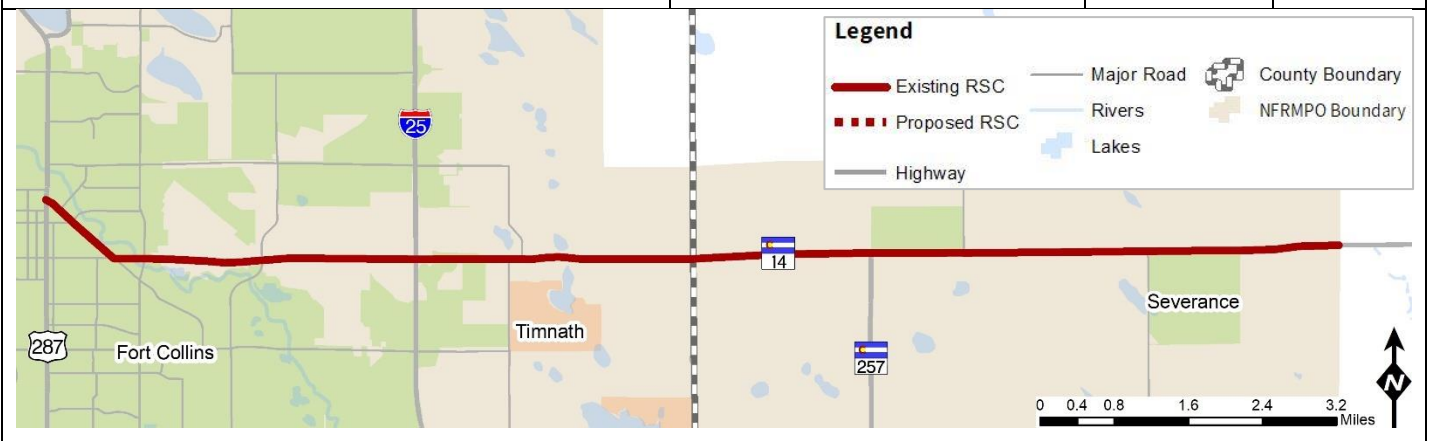 Legend
Existing RSC
Proposed RSC
Highway
Major Road
Rivers
Lakes
County Boundary
NFRMPO Boundary
25
14
287
Fort Collins
Timnath
257
Severance
N
0 0.4 0.8 1.6 2.4 3.2
Miles